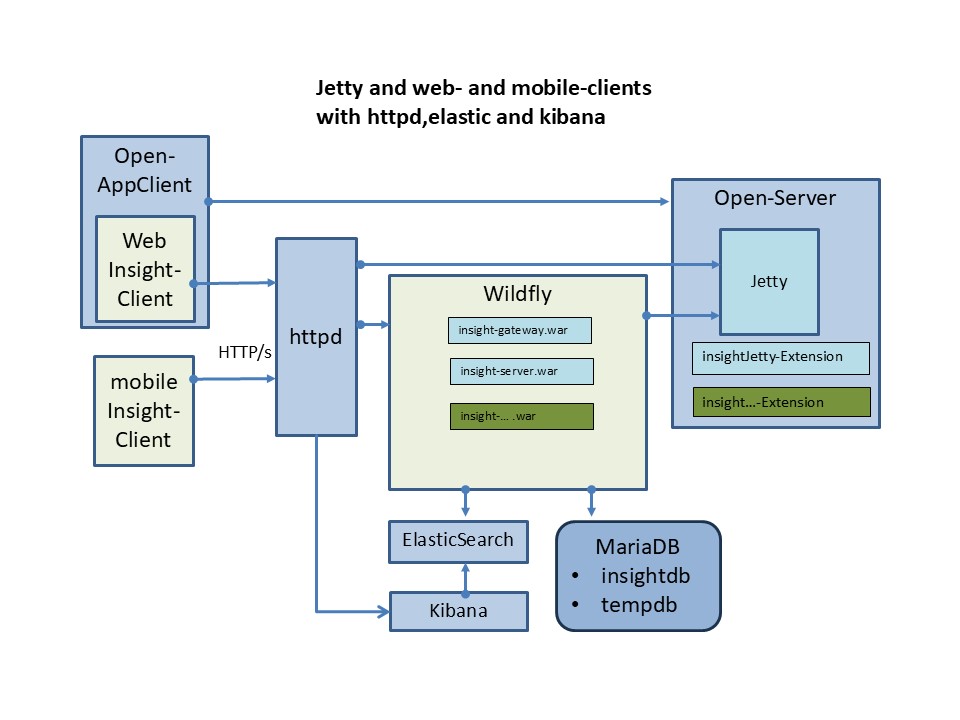 Jetty and web- and mobile-clients
with httpd,elastic and kibana
Open-
AppClient
Web
Insight-
Client
mobile
Insight-
Client
HTTP/s
httpd
Wildfly
insight-gateway.war
insight-server.war
insight-... .war
Open-Server
Jetty
insightJetty-Extension
insight...-Extension
ElasticSearch
Kibana
MariaDB
• insightdb
• tempdb